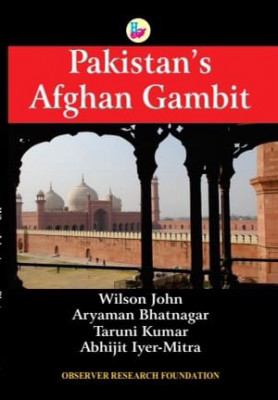 Pakistan's
Afghan Gambit
Wilson John
Aryaman Bhatnagar
Taruni Kumar
Abhijit Iyer-Mitra
OBSERVER RESEARCH FOUNDATION